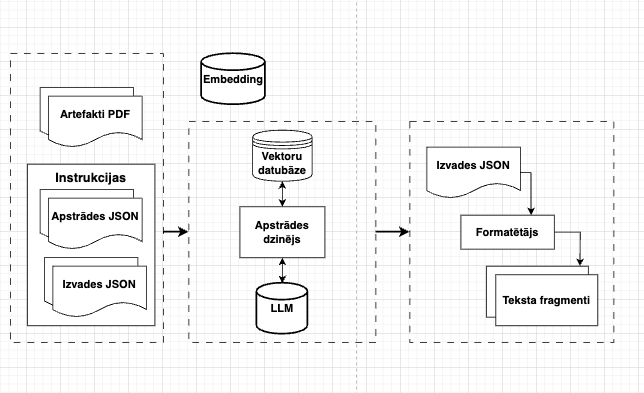 Artefakti PDF
Instrukcijas
Apstrādes JSON
Izvades JSON
Embedding
Vektoru
datubāze
Apstrādes
dzinējs
LLM
Izvades JSON
Formatētājs
Teksta fragmenti